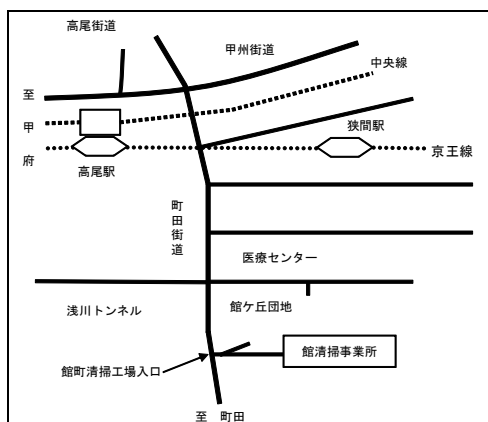 高尾街道
甲州街道
中央線
至
甲
府
狭間駅
京王線
高尾駅
町田街道
医療センター
浅川トンネル
館ケ丘団地
館清掃事業所
館町清掃工場入口
至 町田